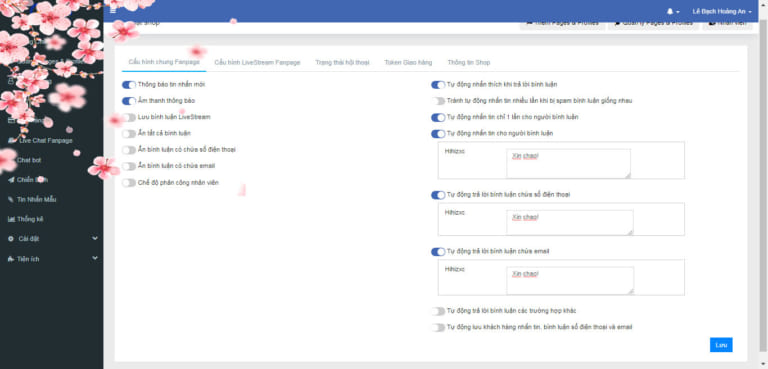 Lê Bạch Hoàng An
Shop
Thêm Pages & Profiles
Quản lý Pages & Profiles
Nhân viên
Cấu hình chung Fanpage
Cấu hình LiveStream Fanpage
Trạng thái hội thoại
Token Giao hàng
Thông tin Shop
Thông báo tin nhắn mới
Âm thanh thông báo
Lưu bình luận LiveStream
Ẩn tất cả bình luận
Ẩn bình luận có chứa số điện thoại
Ẩn bình luận có chứa email
Chế độ phân công nhân viên
Tự động nhấn thích khi trả lời bình luận
Tránh tự động nhắn tin nhiều lần khi bị spam bình luận giống nhau
Tự động nhắn tin chỉ 1 lần cho người bình luận
Tự động nhắn tin cho người bình luận
Hihizxc
Xin chao!
Tự động trả lời bình luận chứa số điện thoại
Hihizxc
Xin chao!
Tự động trả lời bình luận chứa email
Hihizxc
Xin chao!
Tự động trả lời bình luận các trường hợp khác
Tự động lưu khách hàng nhắn tin, bình luận số điện thoại và email
Lưu
Live Chat Fanpage
Chat bot
Chiến Dịch
Tin Nhắn Mẫu
Thống kê
Cài đặt
Tiện ích